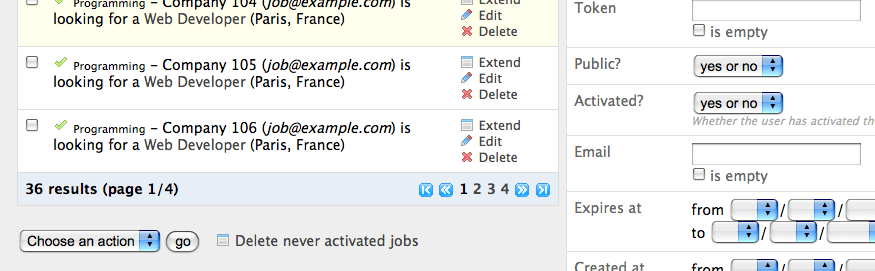 Programming – Company 104 (job@example.com) is
looking for a Web Developer (Paris, France)
Extend
Edit
Delete
Programming – Company 105 (job@example.com) is
looking for a Web Developer (Paris, France)
Extend
Edit
Delete
Programming – Company 106 (job@example.com) is
looking for a Web Developer (Paris, France)
Extend
Edit
Delete
36 results (page 1/4)
1 2 3 4
Choose an action
go
Delete never activated jobs
Token
is empty
Public?
yes or no
Activated?
yes or no
Whether the user has activated th
Email
is empty
Expires at
from / /
to / /
Created at
from / /